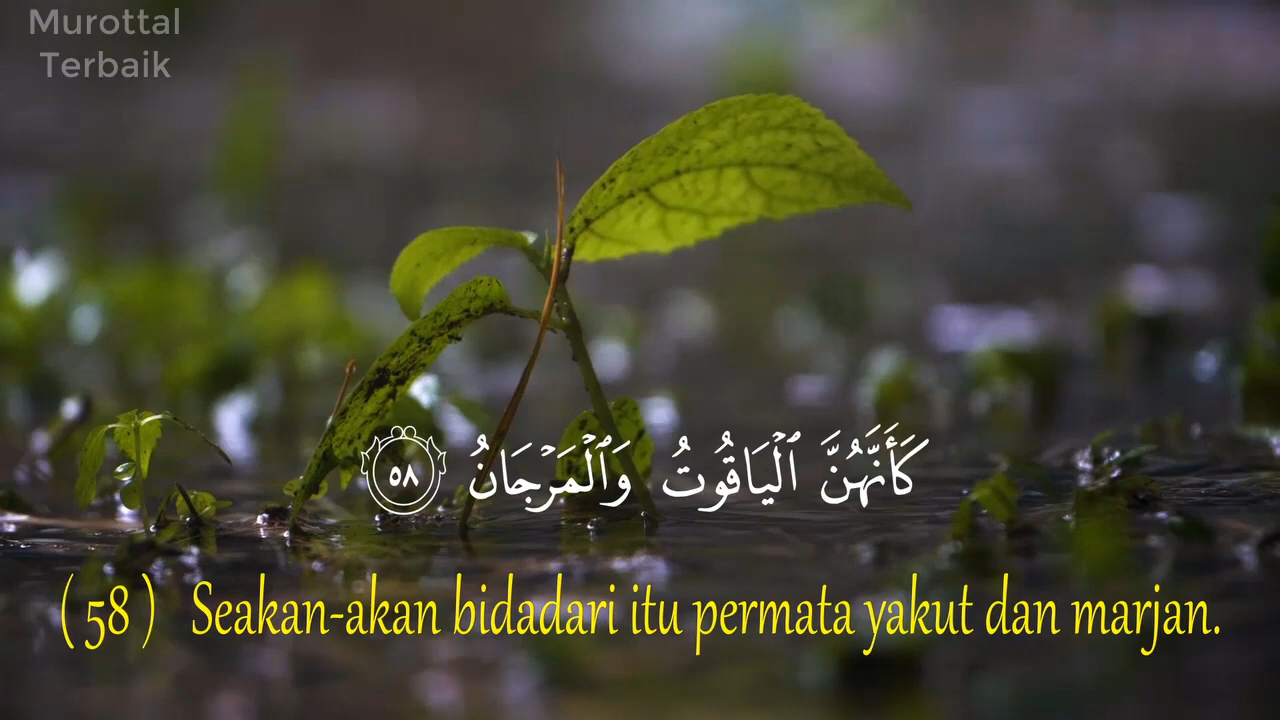 Murottal
Terbaik
كَأَنَّهُنَّ ٱلْيَاقُوتُ وَٱلْمَرْجَانُ ٥٨
( 58 ) Seakan-akan bidadari itu permata yakut dan marjan.